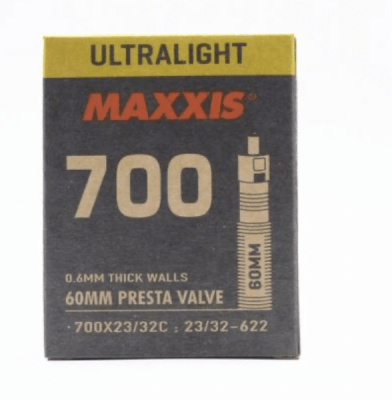 ULTRALIGHT
MAXXIS®
700
60MM
0.6MM THICK WALLS
60MM PRESTA VALVE
·700X23/32C : 23/32-622